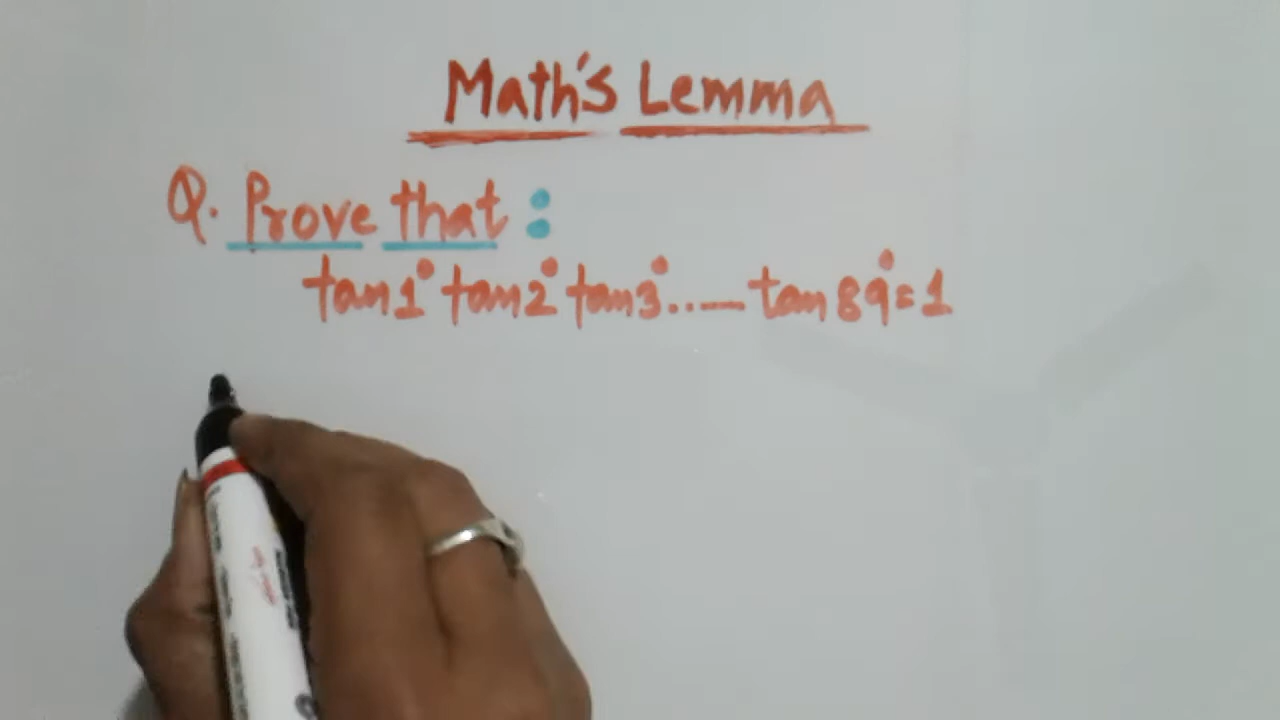 Math's Lemma
Q. Prove that :
tan1° tan2° tan3°..— tan 89°=1